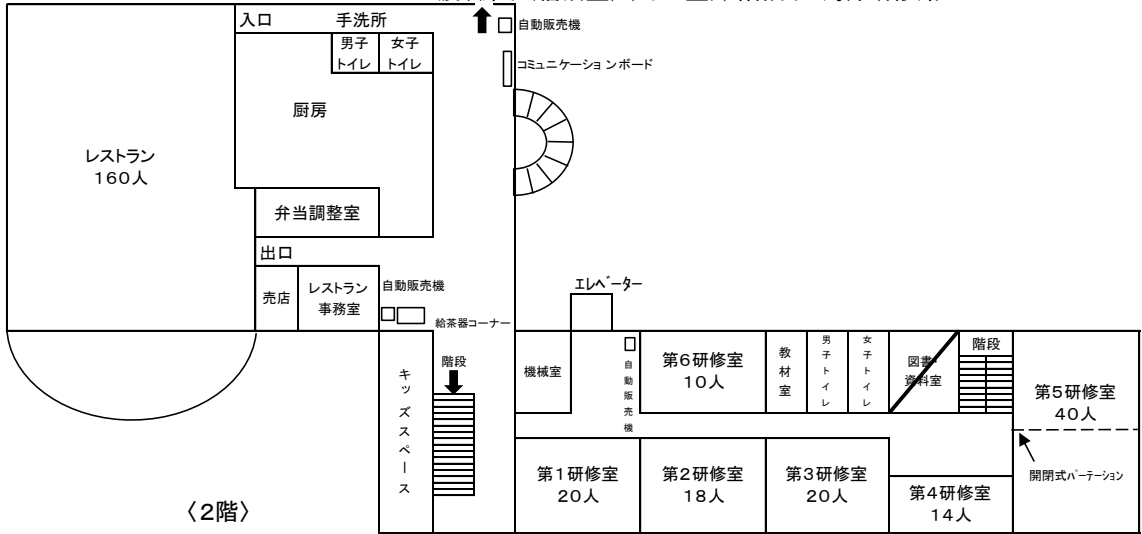 入口
手洗所
男子
トイレ
女子
トイレ
自動販売機
コミュニケーションボード
厨房
レストラン
160人
弁当調整室
出口
売店
レストラン
事務室
自動販売機
給茶器コーナー
エレベーター
キッズスペース
階段
機械室
自動販売機
第6研修室
10人
教材室
男子トイレ
女子トイレ
図書・
資料室
階段
第5研修室
40人
開閉式パーテーション
第1研修室
20人
第2研修室
18人
第3研修室
20人
第4研修室
14人
〈2階〉